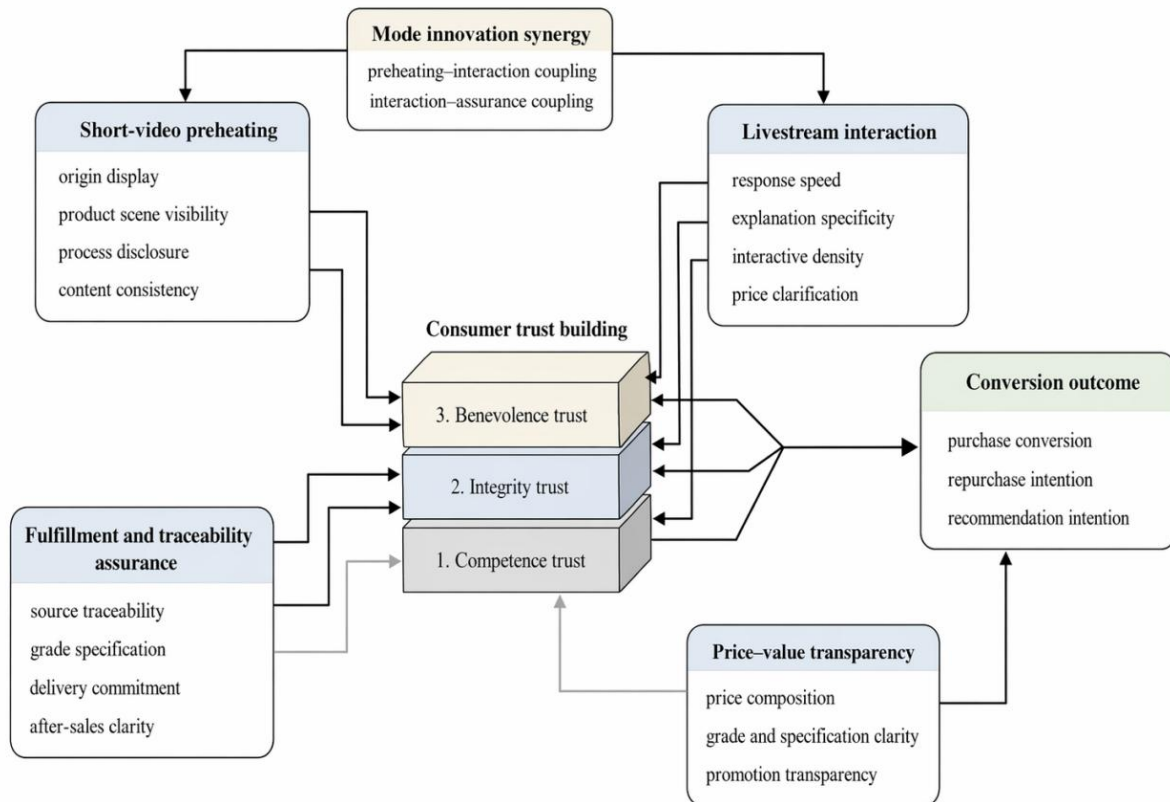 Mode innovation synergy
preheating–interaction coupling
interaction–assurance coupling
Short-video preheating
origin display
product scene visibility
process disclosure
content consistency
Livestream interaction
response speed
explanation specificity
interactive density
price clarification
Consumer trust building
3. Benevolence trust
2. Integrity trust
1. Competence trust
Conversion outcome
purchase conversion
repurchase intention
recommendation intention
Fulfillment and traceability
assurance
source traceability
grade specification
delivery commitment
after-sales clarity
Price–value transparency
price composition
grade and specification clarity
promotion transparency